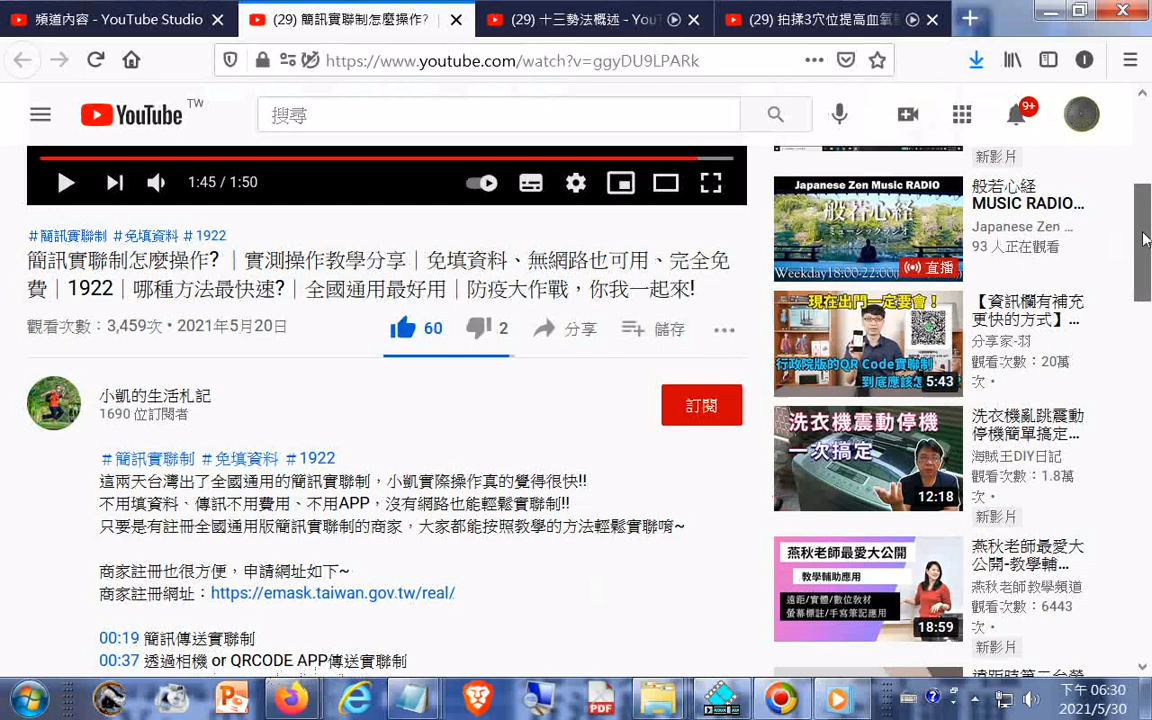 頻道內容 - YouTube Studio
(29) 簡訊實聯制怎麼操作?
(29) 十三勢法概述 - You
(29) 拍揉3穴位提高血氧
https://www.youtube.com/watch?v=ggyDU9LPARk
YouTube TW
搜尋
9+
1:45 / 1:50
#簡訊實聯制 #免填資料 #1922
簡訊實聯制怎麼操作?｜實測操作教學分享｜免填資料、無網路也可用、完全免
費｜1922｜哪種方法最快速?｜全國通用最好用｜防疫大作戰，你我一起來!
觀看次數：3,459次 • 2021年5月20日
60
2
分享
儲存
小凱的生活札記
1690 位訂閱者
訂閱
#簡訊實聯制 #免填資料 #1922
這兩天台灣出了全國通用的簡訊實聯制，小凱實際操作真的覺得很快!!
不用填資料、傳訊不用費用、不用APP，沒有網路也能輕鬆實聯制!!
只要是有註冊全國通用版簡訊實聯制的商家，大家都能按照教學的方法輕鬆實聯唷~
商家註冊也很方便，申請網址如下~
商家註冊網址：https://emask.taiwan.gov.tw/real/
00:19 簡訊傳送實聯制
00:37 透過相機 or QRCODE APP傳送實聯制
新影片
Japanese Zen Music RADIO
般若心経
ミュージックラジオ
Weekday18:00-22:00
直播
般若心経
MUSIC RADIO...
Japanese Zen ...
93 人正在觀看
現在出門一定要會！
行政院版的QR Code實聯制
到底應該怎
5:43
【資訊欄有補充
更快的方式】...
分享家-羽
觀看次數：20萬
次 •
洗衣機震動停機
一次搞定
12:18
洗衣機亂跳震動
停機簡單搞定...
海賊王DIY日記
觀看次數：1.8萬
次 •
新影片
燕秋老師最愛大公開
教學輔助應用
遠距/實體/數位教材
螢幕標註/手寫筆記應用
18:59
燕秋老師最愛大
公開-教學輔...
燕秋老師教學頻道
觀看次數：6443
次 •
新影片
下午 06:30
2021/5/30